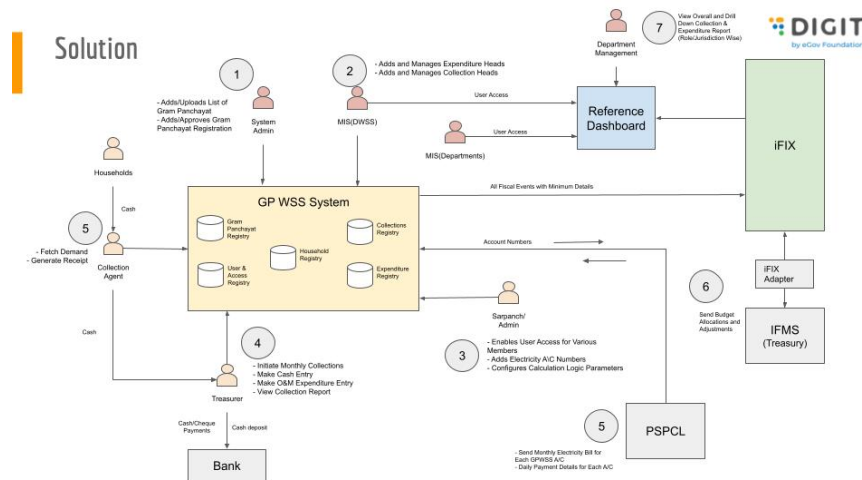 Solution
DIGIT
by eGov Foundation
7
View Overall and Drill
Down Collection &
Expenditure Report
(Role/Jurisdiction Wise)
Department
Management
1
- Adds/Uploads List of
Gram Panchayat
- Adds/Approves Gram
Panchayat Registration
System
Admin
2
- Adds and Manages Expenditure Heads
- Adds and Manages Collection Heads
MIS(DWSS)
User Access
MIS(Departments)
User Access
Reference
Dashboard
iFIX
Households
Cash
5
- Fetch Demand
- Generate Receipt
Collection
Agent
GP WSS System
Gram
Panchayat
Registry
Household
Registry
Collections
Registry
User &
Access
Registry
Expenditure
Registry
All Fiscal Events with Minimum Details
Account Numbers
iFIX
Adapter
6
Send Budget
Allocations and
Adjustments
IFMS
(Treasury)
Sarpanch/
Admin
3
- Enables User Access for Various
Members
- Adds Electricity A\C Numbers
- Configures Calculation Logic Parameters
Cash
4
- Initiate Monthly Collections
- Make Cash Entry
- Make O&M Expenditure Entry
- View Collection Report
Treasurer
Cash/Cheque
Payments
Cash deposit
Bank
5
- Send Monthly Electricity Bill for
Each GPWSS A/C
- Daily Payment Details for Each A/C
PSPCL